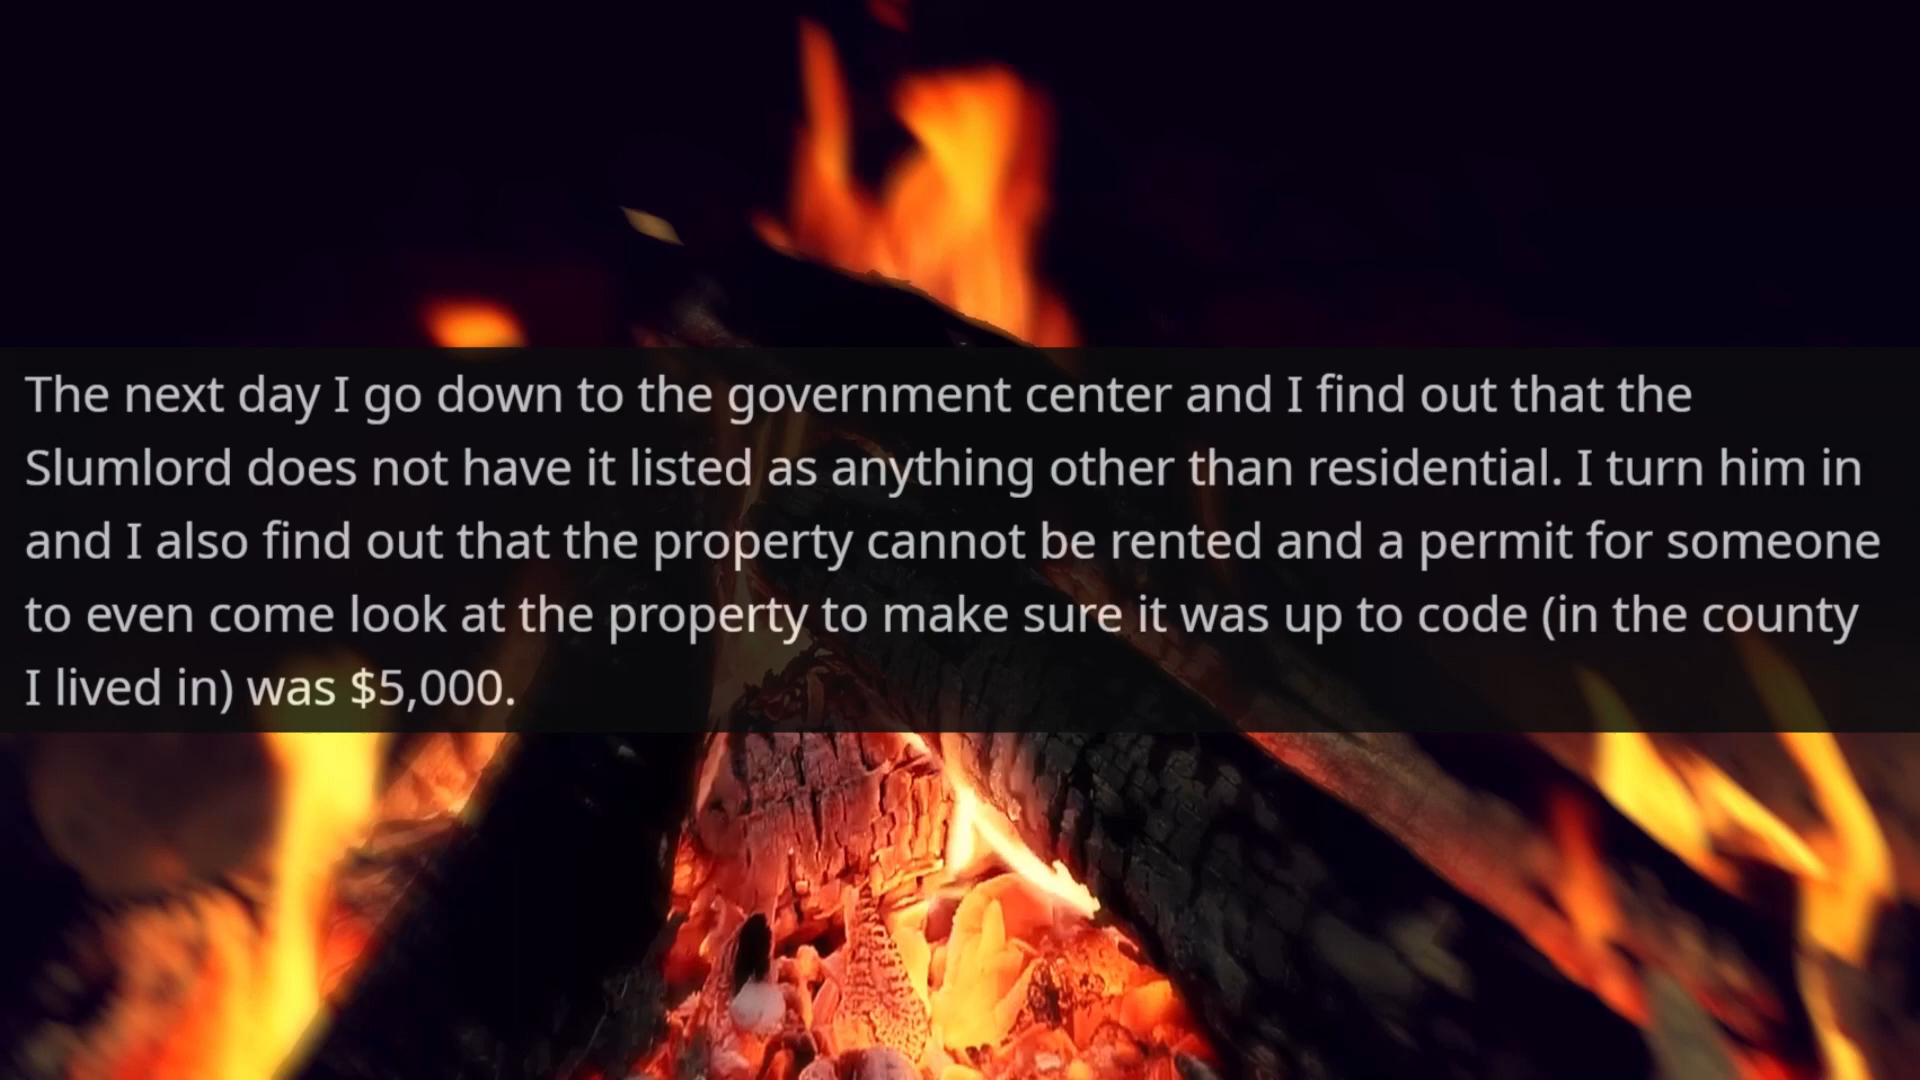 The next day I go down to the government center and I find out that the
Slumlord does not have it listed as anything other than residential. I turn him in
and I also find out that the property cannot be rented and a permit for someone
to even come look at the property to make sure it was up to code (in the county
I lived in) was $5,000.